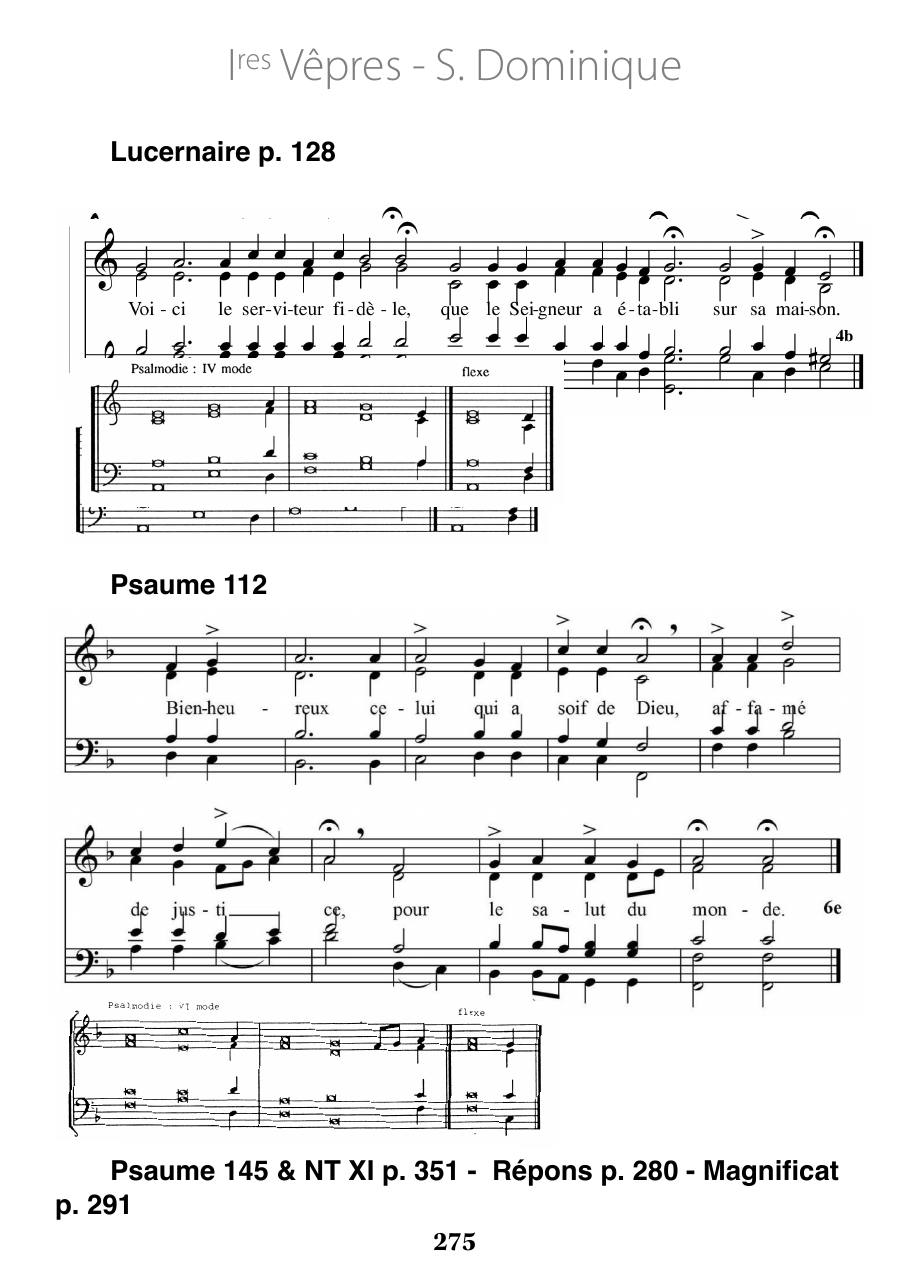 Ires Vêpres - S. Dominique
Lucernaire p. 128
Voi - ci le ser-vi-teur fi-dè - le, que le Sei-gneur a é-ta-bli sur sa mai-son.
4b
Psalmodie : IV mode flexe
Psaume 112
Bien-heu - reux ce - lui qui a soif de Dieu, af - fa - mé
de jus - ti ce, pour le sa - lut du mon - de. 6e
Psalmodie : VI mode flexe
Psaume 145 & NT XI p. 351 - Répons p. 280 - Magnificat
p. 291
275